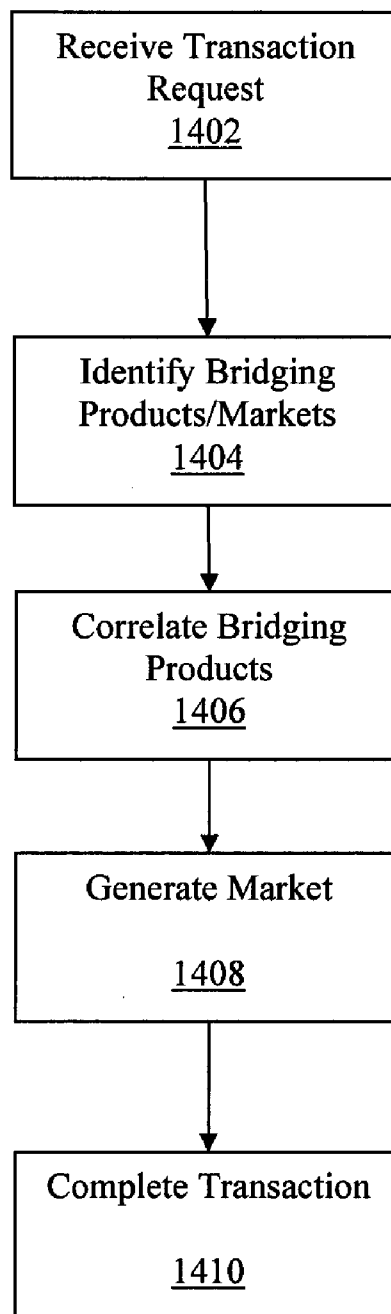 Receive Transaction
Request
1402
Identify Bridging
Products/Markets
1404
Correlate Bridging
Products
1406
Generate Market
1408
Complete Transaction
1410